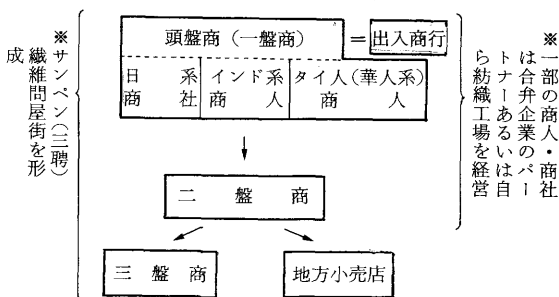 頭盤商(一盤商)
=出入商行
日系商社
インド系商人
タイ人(華人系)商人
二盤商
三盤商
地方小売店
※一部の商人・商社
は合弁企業のパー
トナーあるいは自
ら紡織工場を経営
※サンペン(三聘)
繊維問屋街を形
成